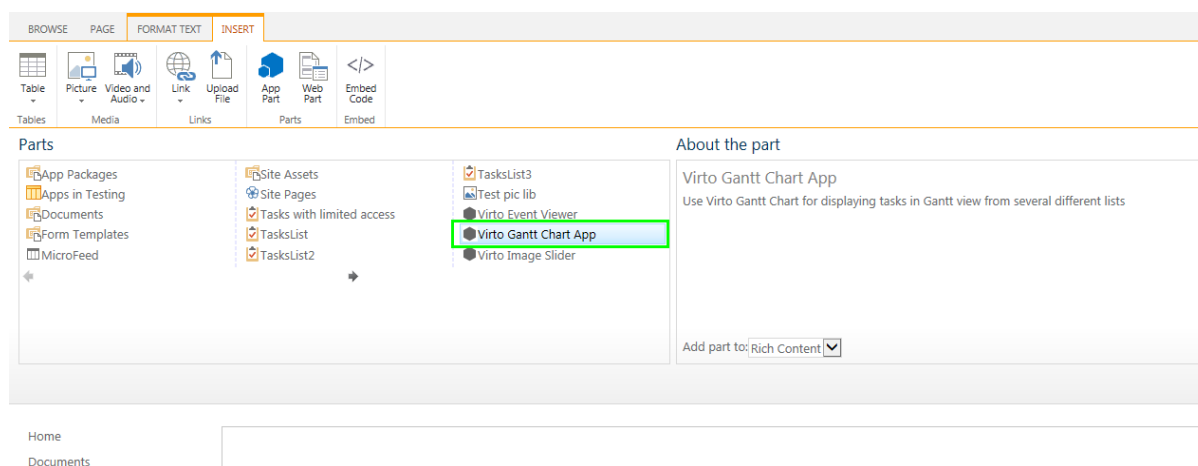 BROWSE PAGE FORMAT TEXT INSERT
Table Picture Video and Audio Link Upload File App Part Web Part Embed Code
Tables Media Links Parts Embed
Parts
App Packages
Apps in Testing
Documents
Form Templates
MicroFeed
Site Assets
Site Pages
Tasks with limited access
TasksList
TasksList2
TasksList3
Test pic lib
Virto Event Viewer
Virto Gantt Chart App
Virto Image Slider
About the part
Virto Gantt Chart App
Use Virto Gantt Chart for displaying tasks in Gantt view from several different lists
Add part to: Rich Content
Home
Documents